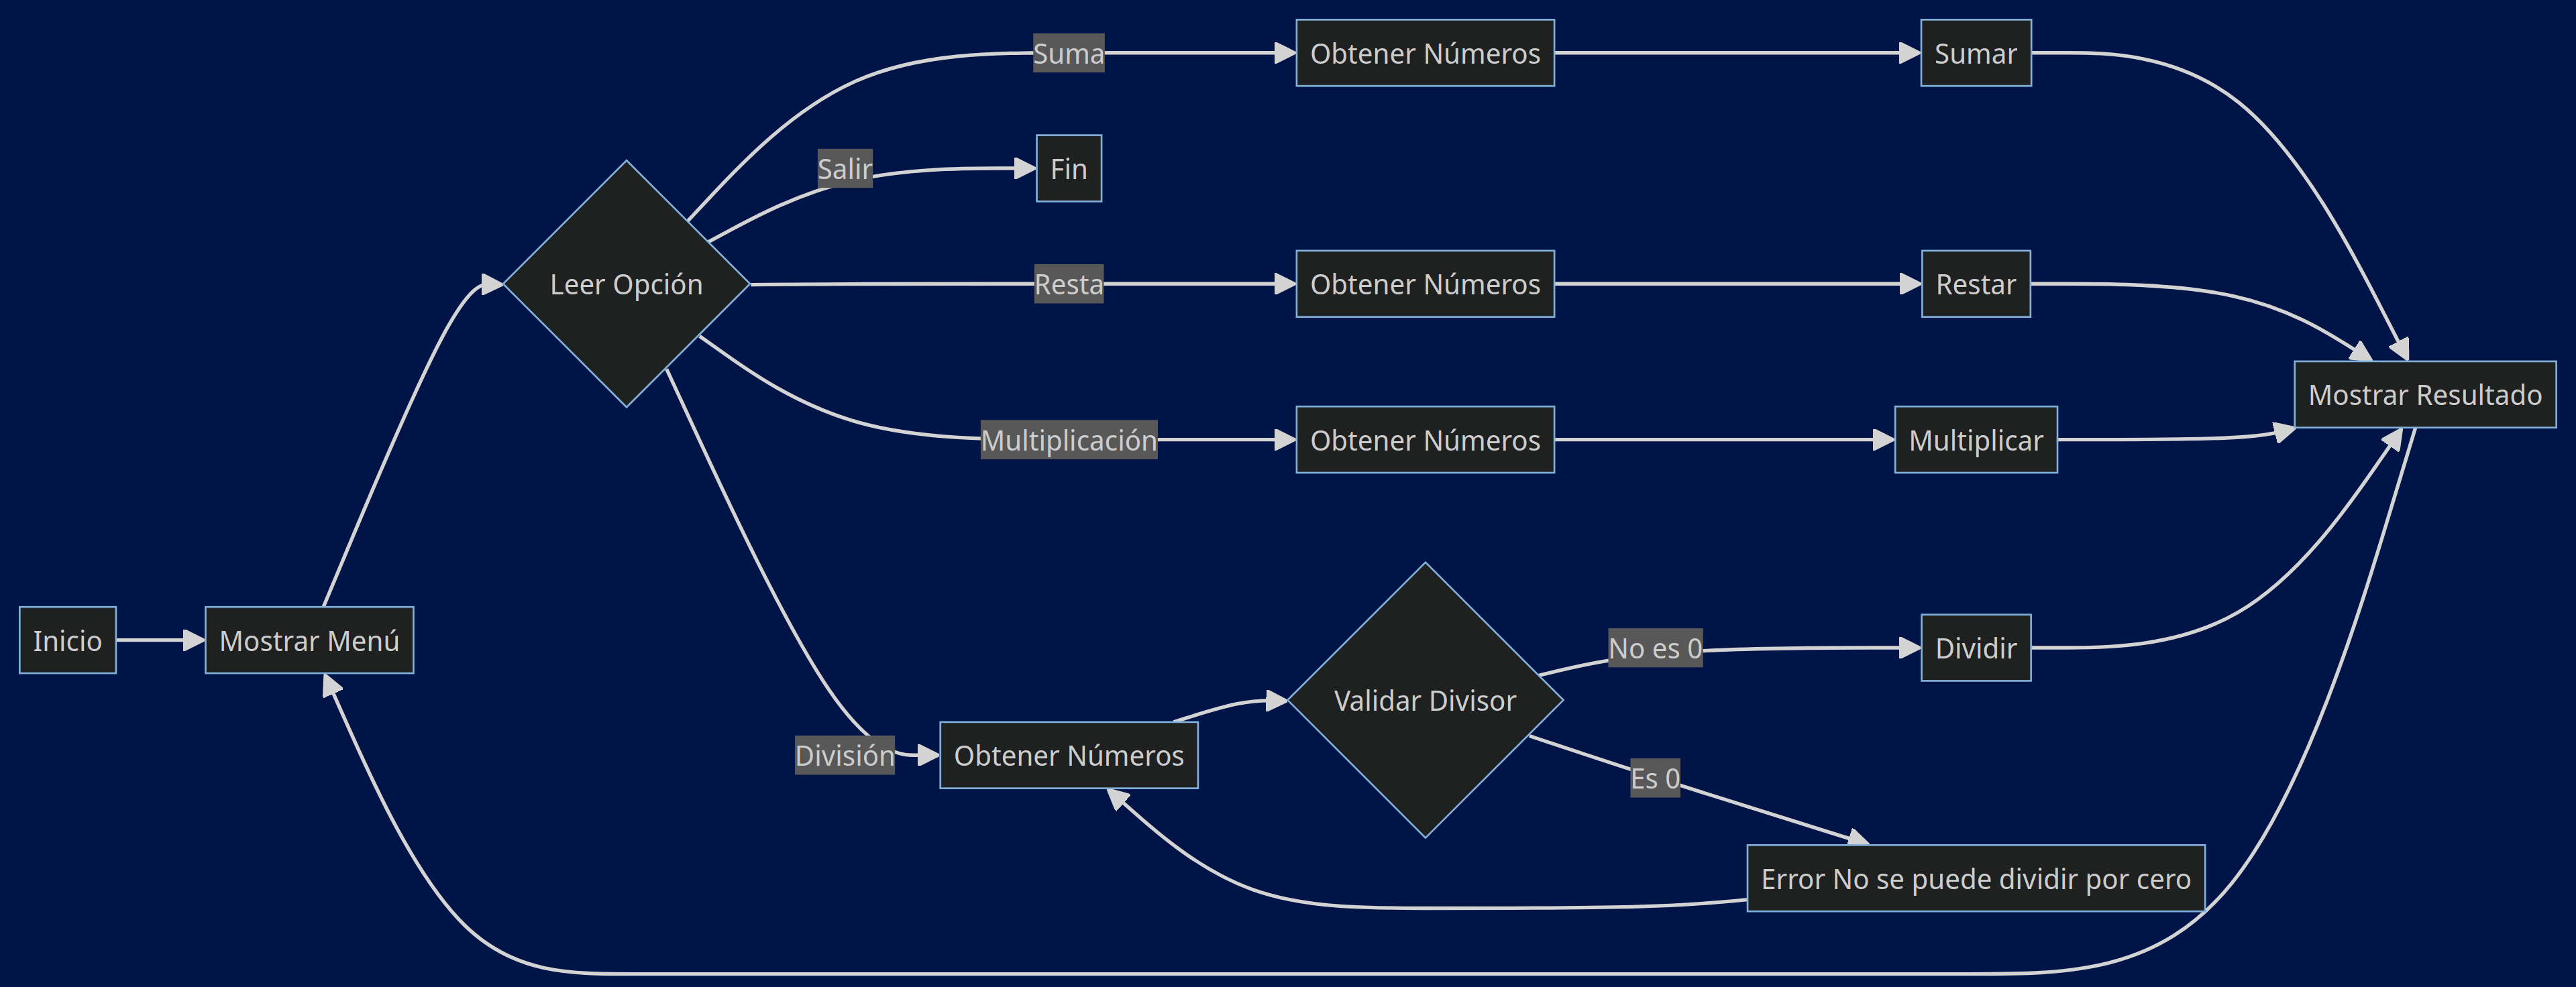 Suma
Obtener Números
Sumar
Salir
Fin
Leer Opción
Resta
Obtener Números
Restar
Mostrar Resultado
Multiplicación
Obtener Números
Multiplicar
Inicio
Mostrar Menú
No es 0
Dividir
Validar Divisor
División
Obtener Números
Es 0
Error No se puede dividir por cero